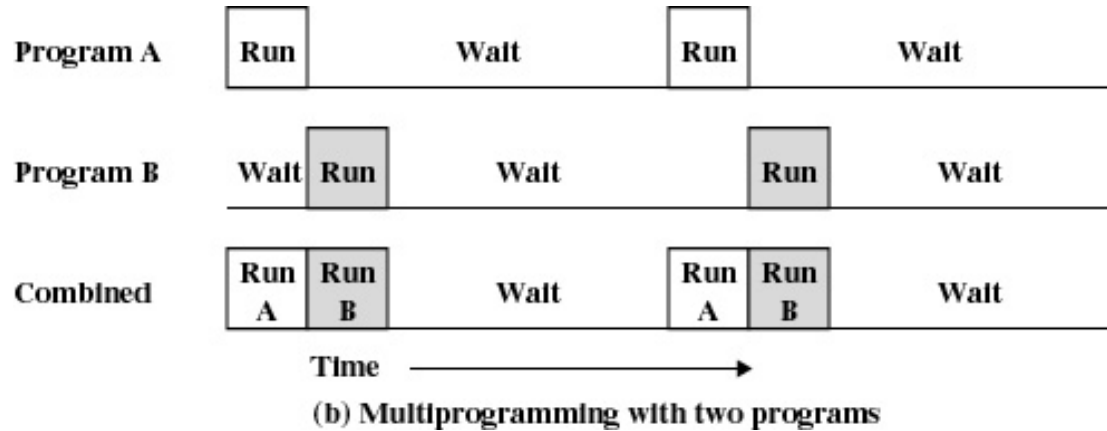 Program A Run Wait Run Wait
Program B Wait Run Wait Run Wait
Combined Run A Run B Wait Run A Run B Wait
Time
(b) Multiprogramming with two programs